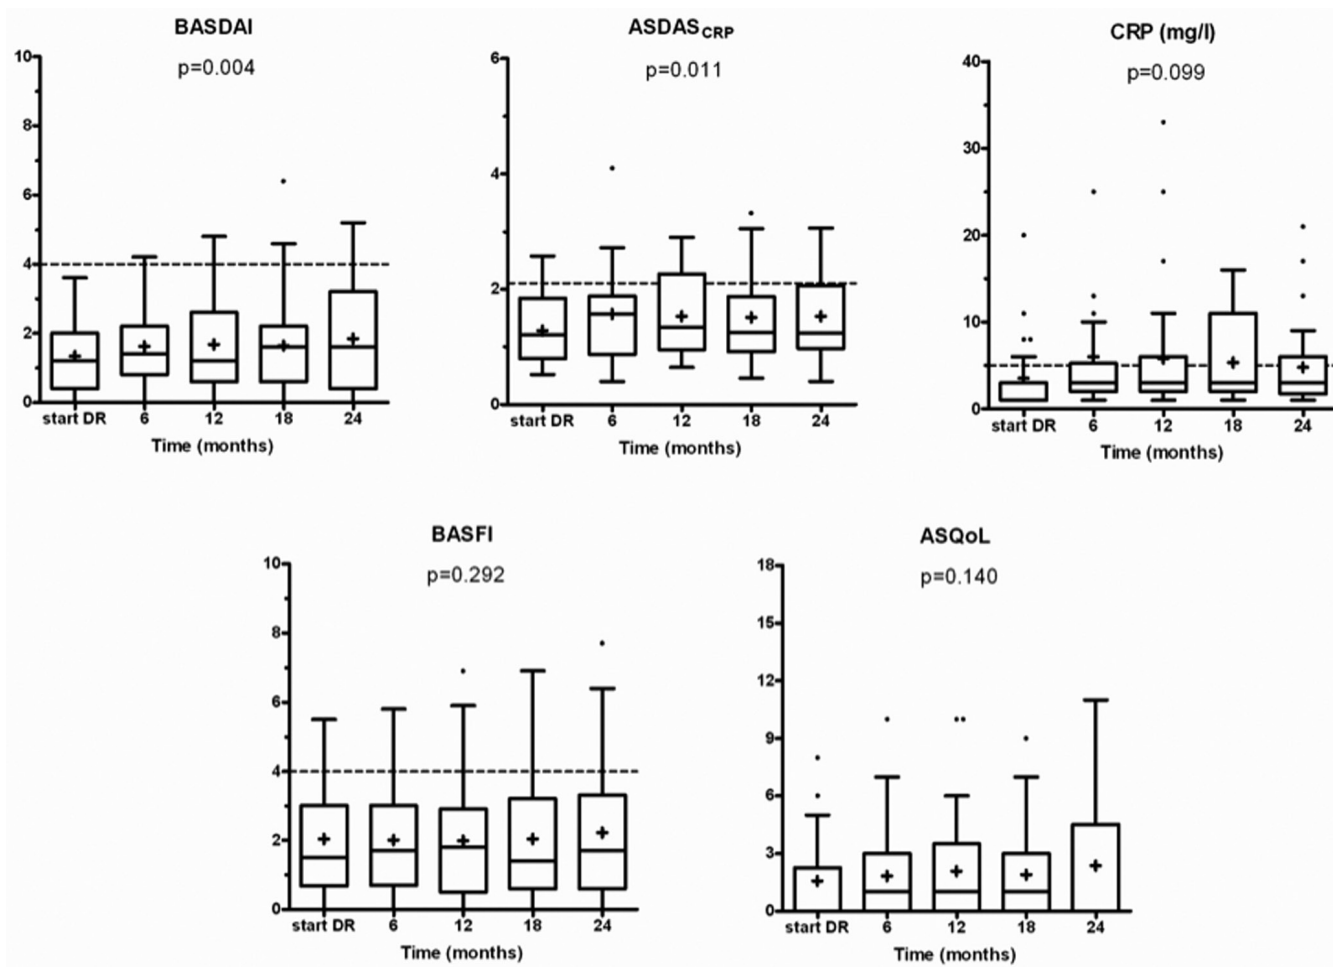 BASDAI
p=0.004
10
8
6
4
2
0
start DR 6 12 18 24
Time (months)
ASDAS CRP
p=0.011
6
4
2
0
start DR 6 12 18 24
Time (months)
CRP (mg/l)
p=0.099
40
30
20
10
0
start DR 6 12 18 24
Time (months)
BASFI
p=0.292
10
8
6
4
2
0
start DR 6 12 18 24
Time (months)
ASQoL
p=0.140
18
15
12
9
6
3
0
start DR 6 12 18 24
Time (months)